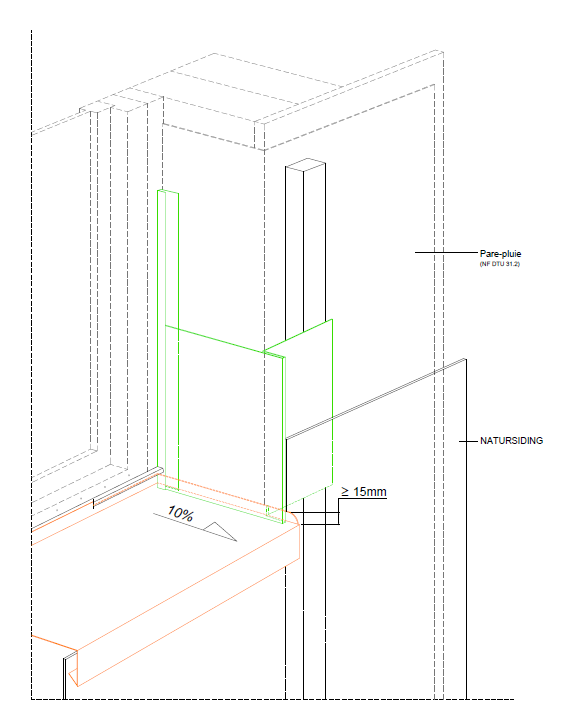 Pare-pluie
(NF DTU 31.2)
NATURSIDING
≥ 15mm
10%